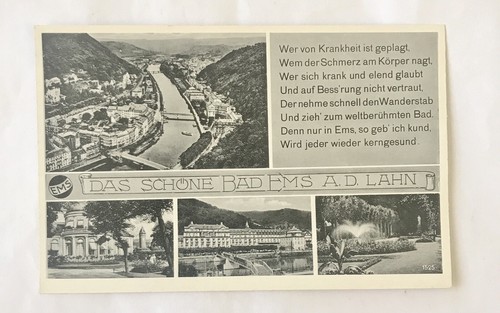 Wer von Krankheit ist geplagt,
Wem der Schmerz am Körper nagt,
Wer sich krank und elend glaubt
Und auf Bess'rung nicht vertraut,
Der nehme schnell den Wanderstab
Und zieh' zum weltberühmten Bad.
Denn nur in Ems, so geb' ich kund,
Wird jeder wieder kerngesund
EMS
DAS SCHÖNE BAD EMS A.D. LAHN